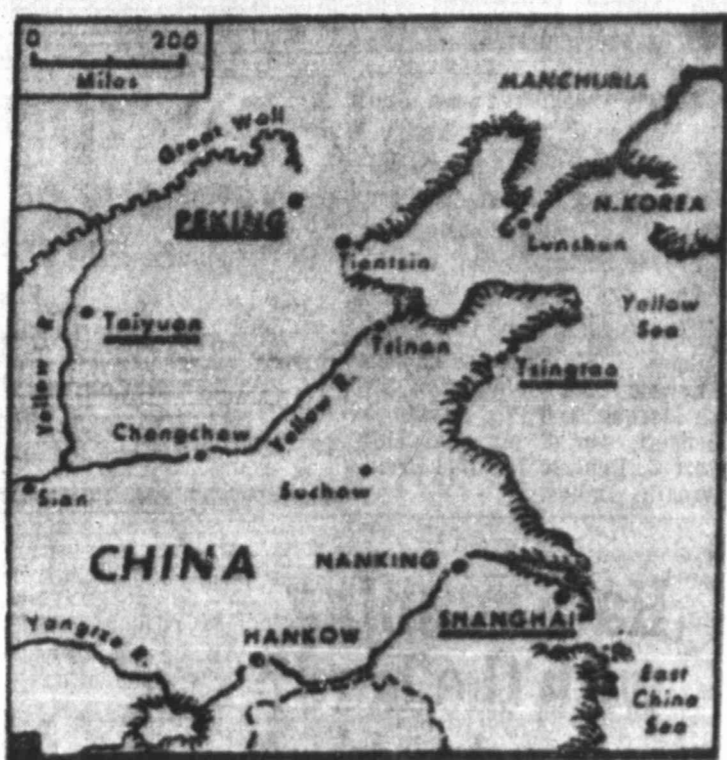 0 200
Miles
MANCHURIA
Great Wall
PEKING
N. KOREA
Lunshun
Tientsin
Yellow
Sea
Taiyuan
Tsinan
Tsingtao
Yellow R.
Yellow R.
Chengchow
Suchow
Sian
CHINA
NANKING
SHANGHAI
Yangtze R.
HANKOW
East
China
Sea